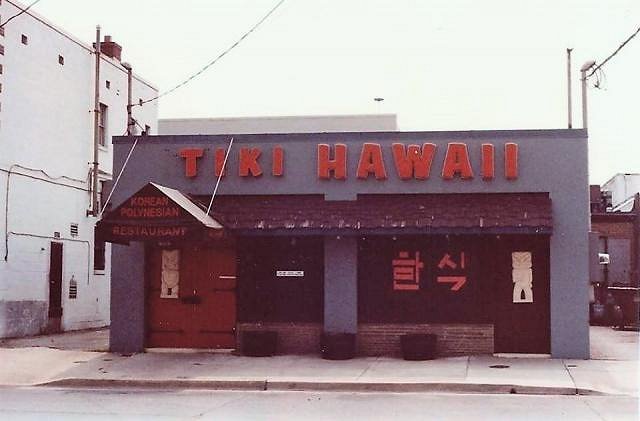 TIKI HAWAII
KOREAN
POLYNESIAN
RESTAURANT
한식